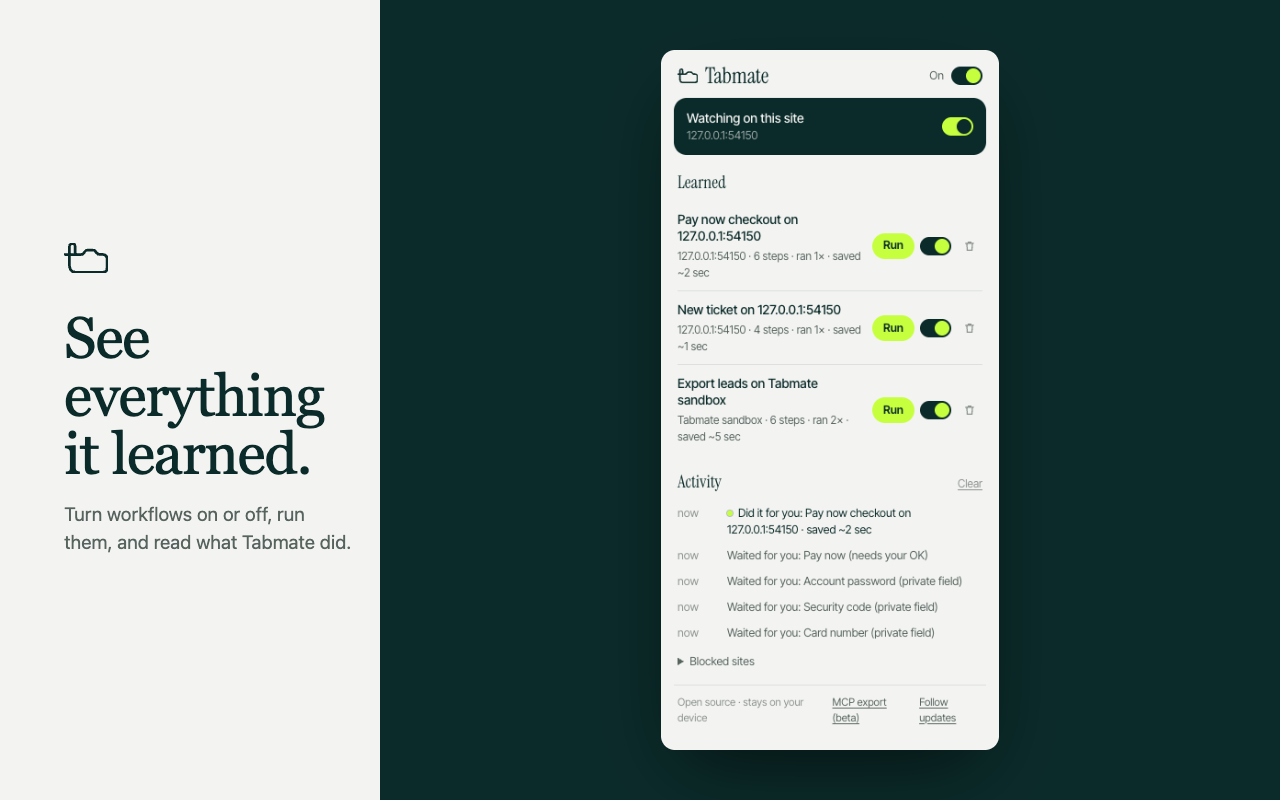 See
everything
it learned.
Turn workflows on or off, run
them, and read what Tabmate did.
Tabmate
On
Watching on this site
127.0.0.1:54150
Learned
Pay now checkout on
127.0.0.1:54150
127.0.0.1:54150 · 6 steps · ran 1× · saved
~2 sec
Run
New ticket on 127.0.0.1:54150
127.0.0.1:54150 · 4 steps · ran 1× · saved
~1 sec
Run
Export leads on Tabmate
sandbox
Tabmate sandbox · 6 steps · ran 2× ·
saved ~5 sec
Run
Activity
Clear
now
Did it for you: Pay now checkout on
127.0.0.1:54150 · saved ~2 sec
now
Waited for you: Pay now (needs your OK)
now
Waited for you: Account password (private field)
now
Waited for you: Security code (private field)
now
Waited for you: Card number (private field)
Blocked sites
Open source · stays on your
device
MCP export
(beta)
Follow
updates